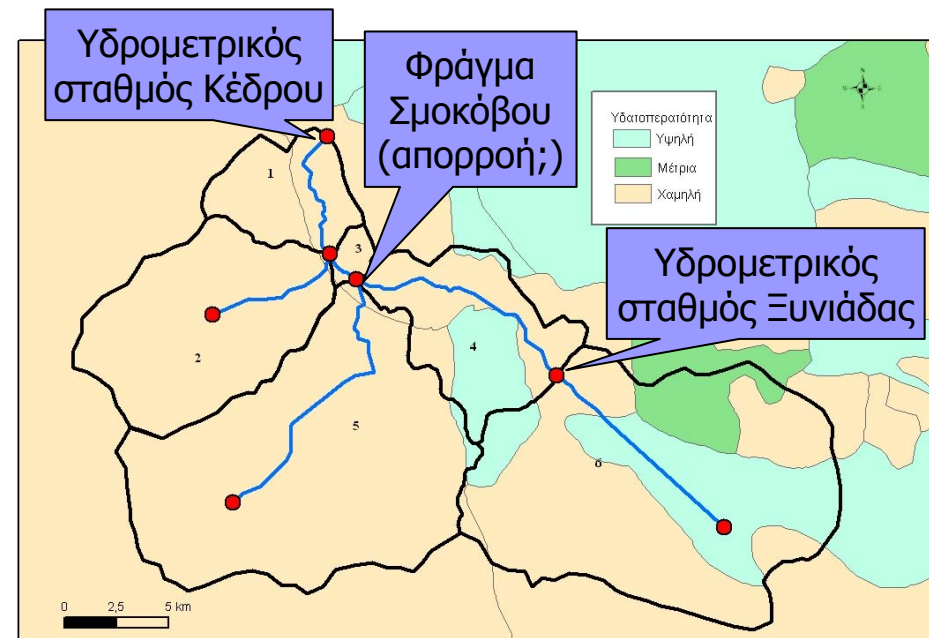 Υδρομετρικός
σταθμός Κέδρου
Φράγμα
Σμοκόβου
(απορροή;)
Υδατοπερατότητα
Υψηλή
Μέτρια
Χαμηλή
N
W
E
S
Υδρομετρικός
σταθμός Ξυνιάδας
1
3
2
4
5
6
0 2,5 5 km